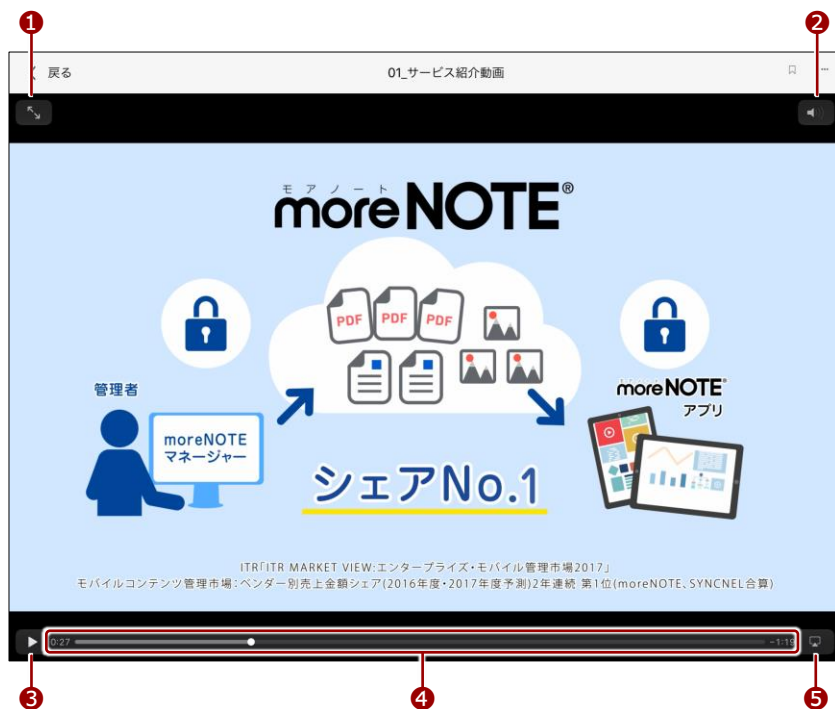 ❶ ❷
戻る 01_サービス紹介動画 ...
モアノート
moreNOTE®
PDF PDF PDF
管理者
moreNOTE
アプリ
moreNOTE
マネージャー
シェアNo.1
ITR「ITR MARKET VIEW:エンタープライズ・モバイル管理市場2017」
モバイルコンテンツ管理市場:ベンダー別売上金額シェア(2016年度・2017年度予測)2年連続 第1位(moreNOTE、SYNCNEL合算)
0:27 -1:19
❸ ❹ ❺